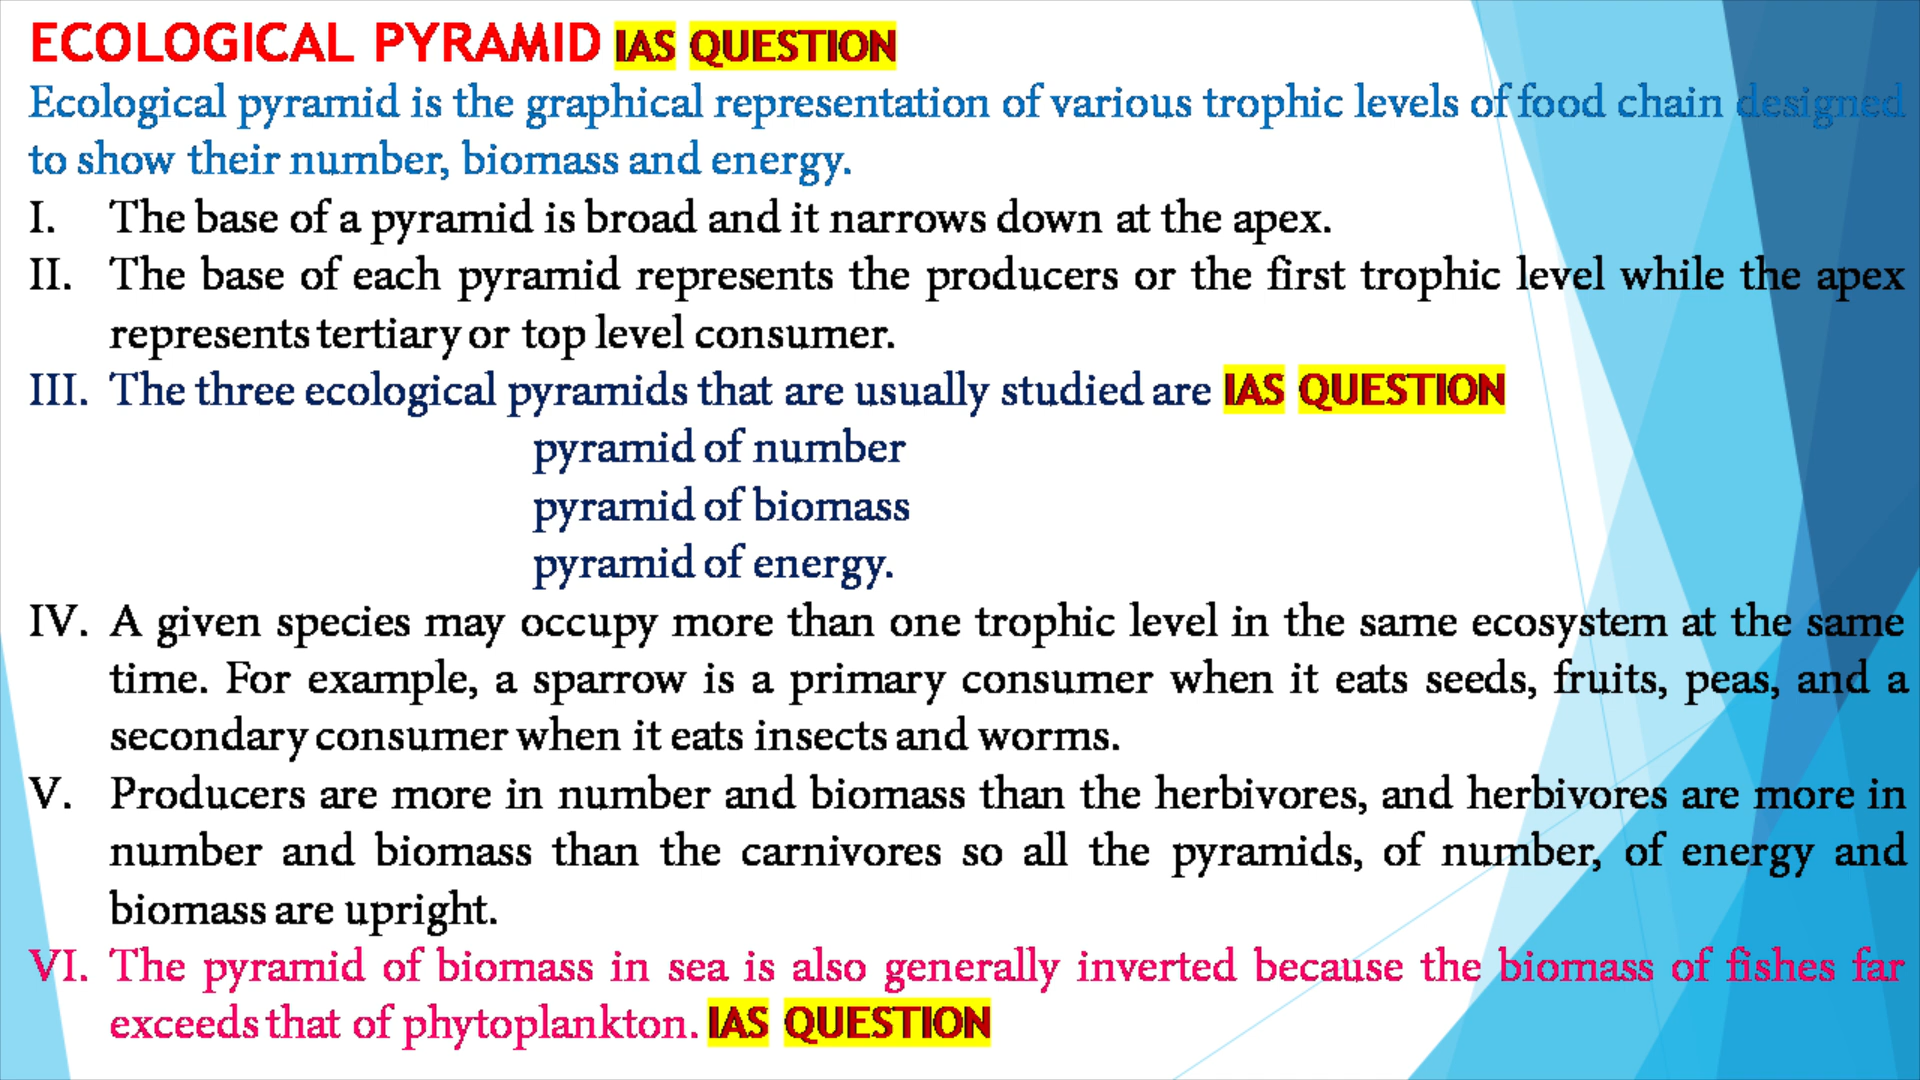 ECOLOGICAL PYRAMID IAS QUESTION
Ecological pyramid is the graphical representation of various trophic levels of food chain designed
to show their number, biomass and energy.
I. The base of a pyramid is broad and it narrows down at the apex.
II. The base of each pyramid represents the producers or the first trophic level while the apex
represents tertiary or top level consumer.
III. The three ecological pyramids that are usually studied are IAS QUESTION
pyramid of number
pyramid of biomass
pyramid of energy.
IV. A given species may occupy more than one trophic level in the same ecosystem at the same
time. For example, a sparrow is a primary consumer when it eats seeds, fruits, peas, and a
secondary consumer when it eats insects and worms.
V. Producers are more in number and biomass than the herbivores, and herbivores are more in
number and biomass than the carnivores so all the pyramids, of number, of energy and
biomass are upright.
VI. The pyramid of biomass in sea is also generally inverted because the biomass of fishes far
exceeds that of phytoplankton. IAS QUESTION